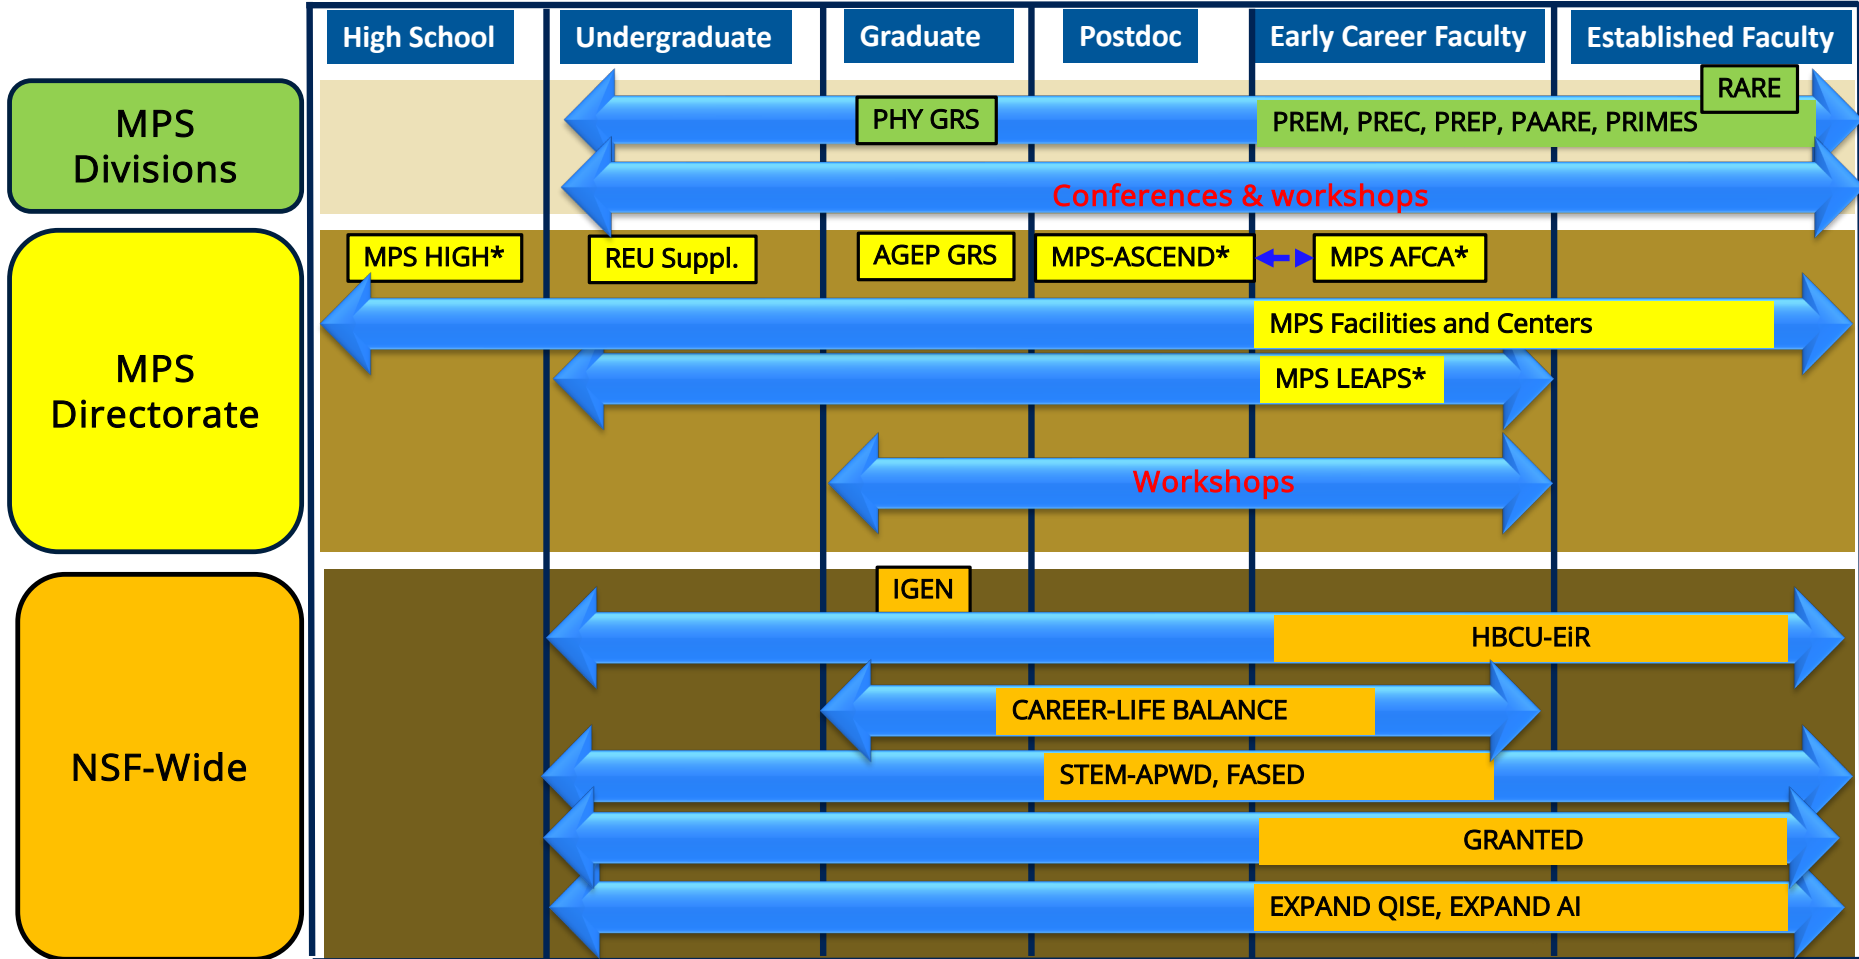 High School
Undergraduate
Graduate
Postdoc
Early Career Faculty
Established Faculty
MPS
Divisions
RARE
PHY GRS
PREM, PREC, PREP, PAARE, PRIMES
Conferences & workshops
MPS
Directorate
MPS HIGH*
REU Suppl.
AGEP GRS
MPS-ASCEND*
MPS AFCA*
MPS Facilities and Centers
MPS LEAPS*
Workshops
NSF-Wide
IGEN
HBCU-EiR
CAREER-LIFE BALANCE
STEM-APWD, FASED
GRANTED
EXPAND QISE, EXPAND AI